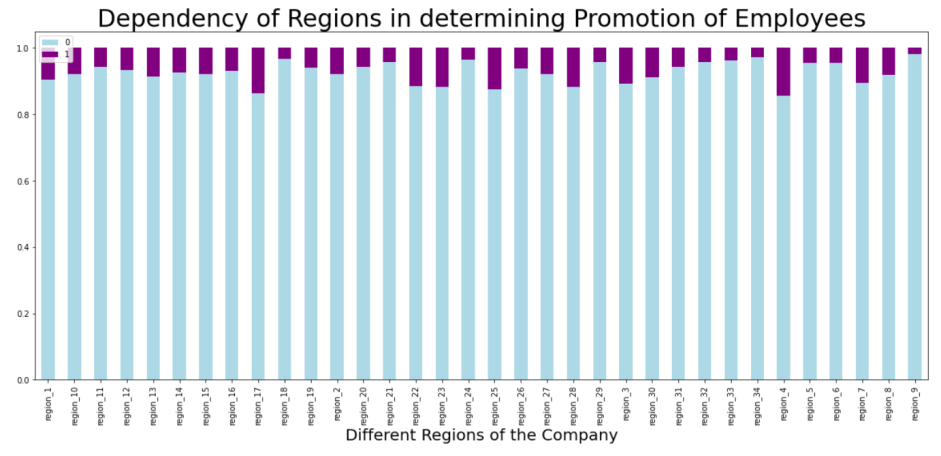 Dependency of Regions in determining Promotion of Employees
0
1
1.0
0.8
0.6
0.4
0.2
0.0
region_1
region_10
region_11
region_12
region_13
region_14
region_15
region_16
region_17
region_18
region_19
region_2
region_20
region_21
region_22
region_23
region_24
region_25
region_26
region_27
region_28
region_29
region_3
region_30
region_31
region_32
region_33
region_34
region_4
region_5
region_6
region_7
region_8
region_9
Different Regions of the Company